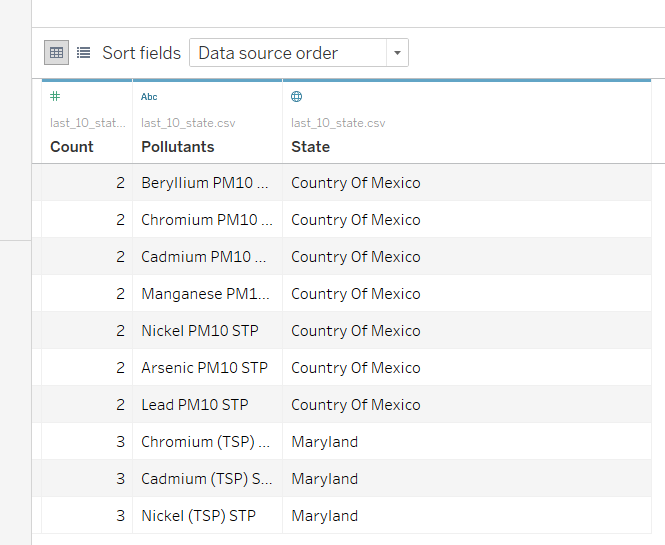 Sort fields Data source order
# Abc
last_10_stat... last_10_state.csv last_10_state.csv
Count Pollutants State
2 Beryllium PM10 ... Country Of Mexico
2 Chromium PM10 ... Country Of Mexico
2 Cadmium PM10 ... Country Of Mexico
2 Manganese PM1... Country Of Mexico
2 Nickel PM10 STP Country Of Mexico
2 Arsenic PM10 STP Country Of Mexico
2 Lead PM10 STP Country Of Mexico
3 Chromium (TSP) ... Maryland
3 Cadmium (TSP) S... Maryland
3 Nickel (TSP) STP Maryland